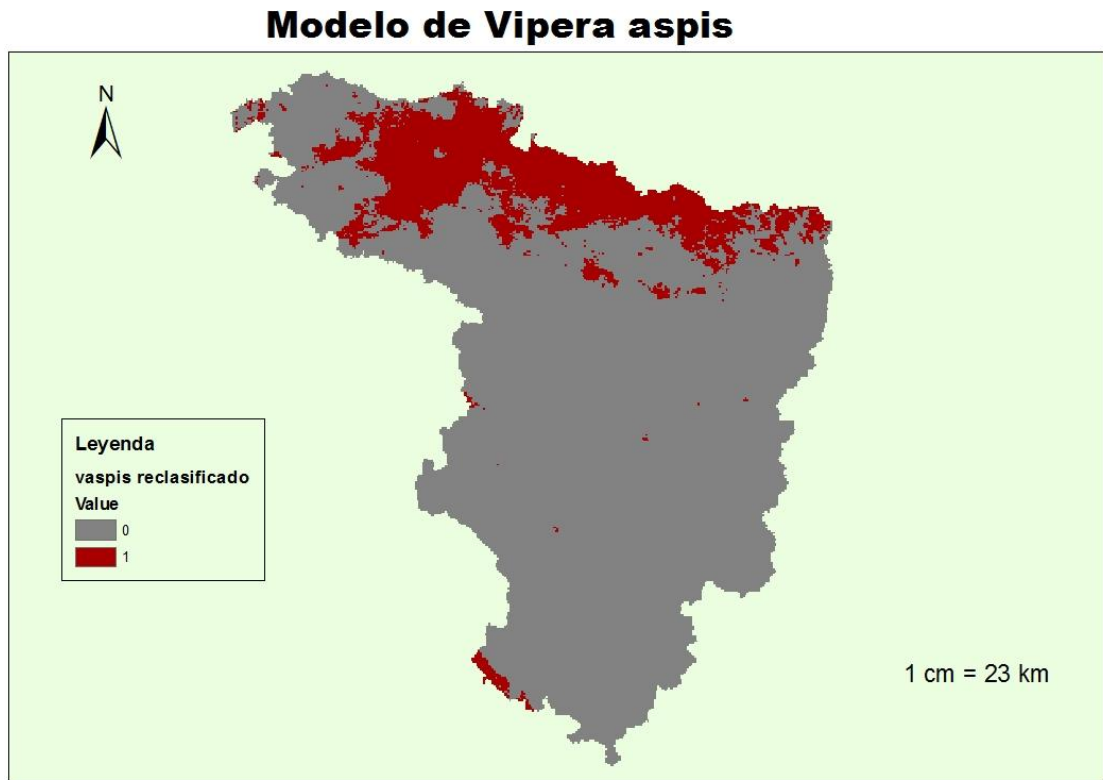 Modelo de Vipera aspis
N
Leyenda
vaspis reclasificado
Value
0
1
1 cm = 23 km